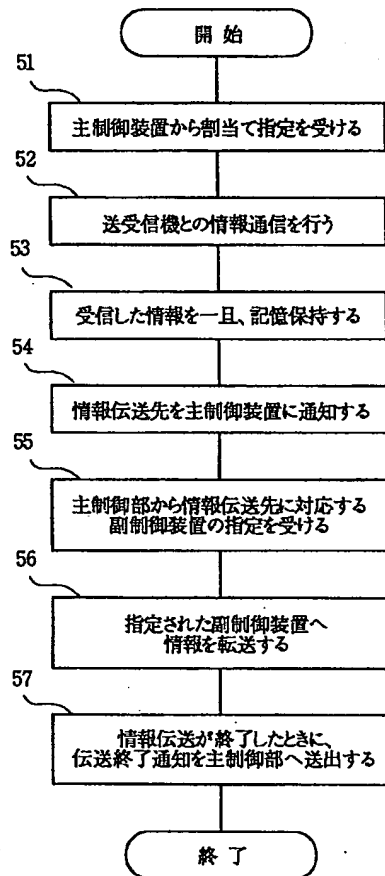 開始
51
主制御装置から割当て指定を受ける
52
送受信機との情報通信を行う
53
受信した情報を一旦、記憶保持する
54
情報伝送先を主制御装置に通知する
55
主制御部から情報伝送先に対応する
副制御装置の指定を受ける
56
指定された副制御装置へ
情報を転送する
57
情報伝送が終了したときに、
伝送終了通知を主制御部へ送出する
終了